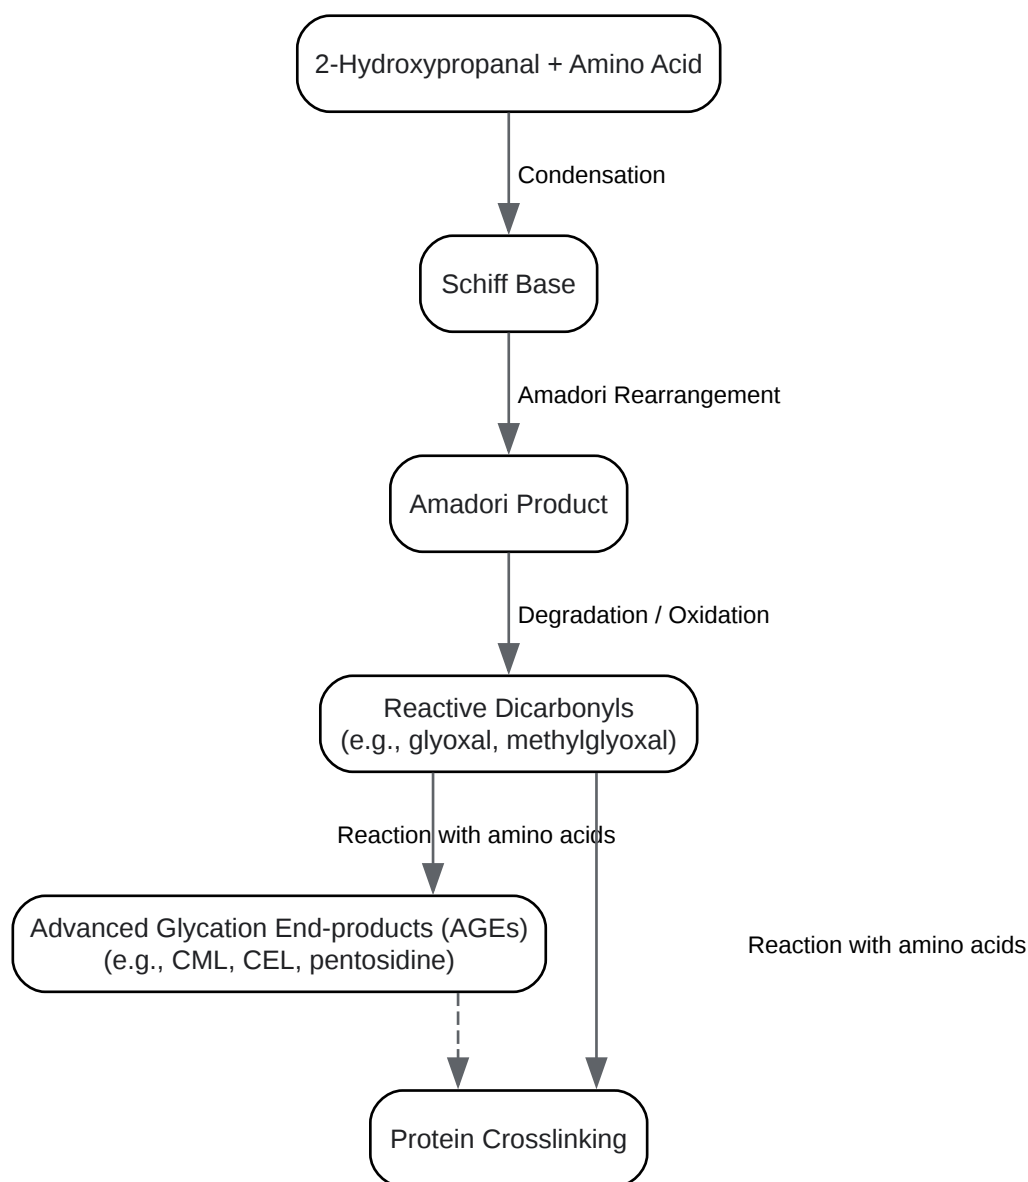 2-Hydroxypropanal + Amino Acid
Condensation
Schiff Base
Amadori Rearrangement
Amadori Product
Degradation / Oxidation
Reactive Dicarbonyls
(e.g., glyoxal, methylglyoxal)
Reaction with amino acids
Advanced Glycation End-products (AGEs)
(e.g., CML, CEL, pentosidine)
Reaction with amino acids
Protein Crosslinking